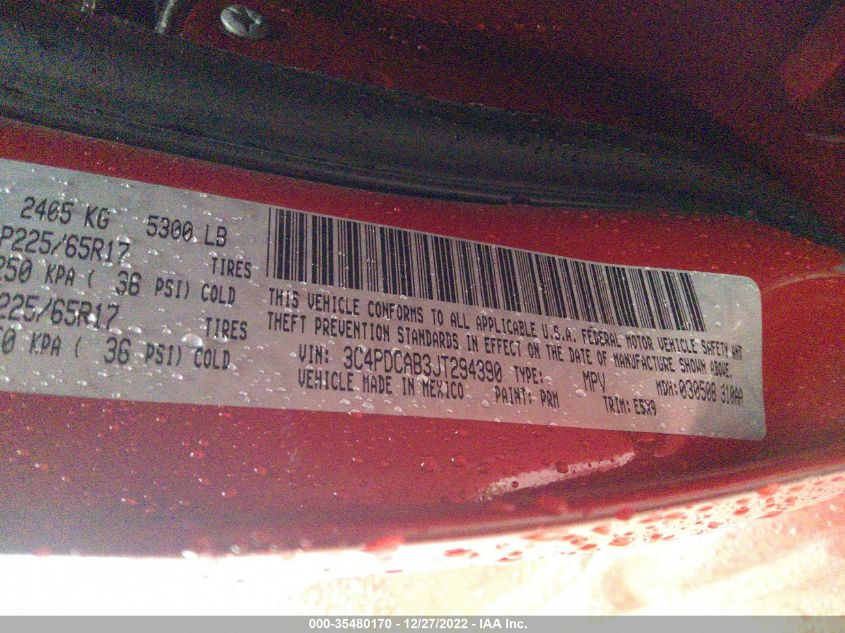 2405 KG 5300 LB
P225/65R17 TIRES
250 KPA ( 36 PSI) COLD
225/65R17 TIRES
0 KPA ( 36 PSI) COLD
THIS VEHICLE CONFORMS TO ALL APPLICABLE U.S.A. FEDERAL MOTOR VEHICLE SAFETY AND
THEFT PREVENTION STANDARDS IN EFFECT ON THE DATE OF MANUFACTURE SHOWN ABOVE.
VIN: 3C4PDCAB3JT294390 TYPE: MPV MDH:030508 310AA
VEHICLE MADE IN MEXICO PAINT: PRM TRIM: E5X9
000-35480170 - 12/27/2022 - IAA Inc.